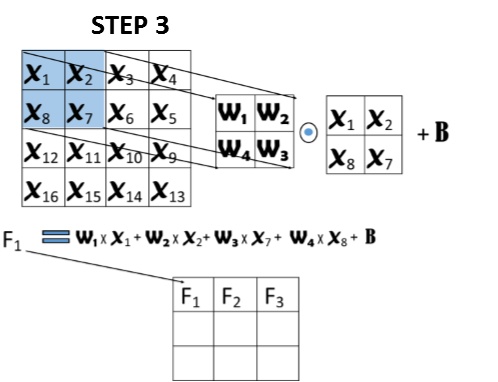 STEP 3
X₁ X₂ X₃ X₄
X₈ X₇ X₆ X₅
X₁₂ X₁₁ X₁₀ X₉
X₁₆ X₁₅ X₁₄ X₁₃
W₁ W₂
W₄ W₃
X₁ X₂
X₈ X₇
+ B
F₁ = W₁ x X₁ + W₂ x X₂ + W₃ x X₇ + W₄ x X₈ + B
F₁ F₂ F₃